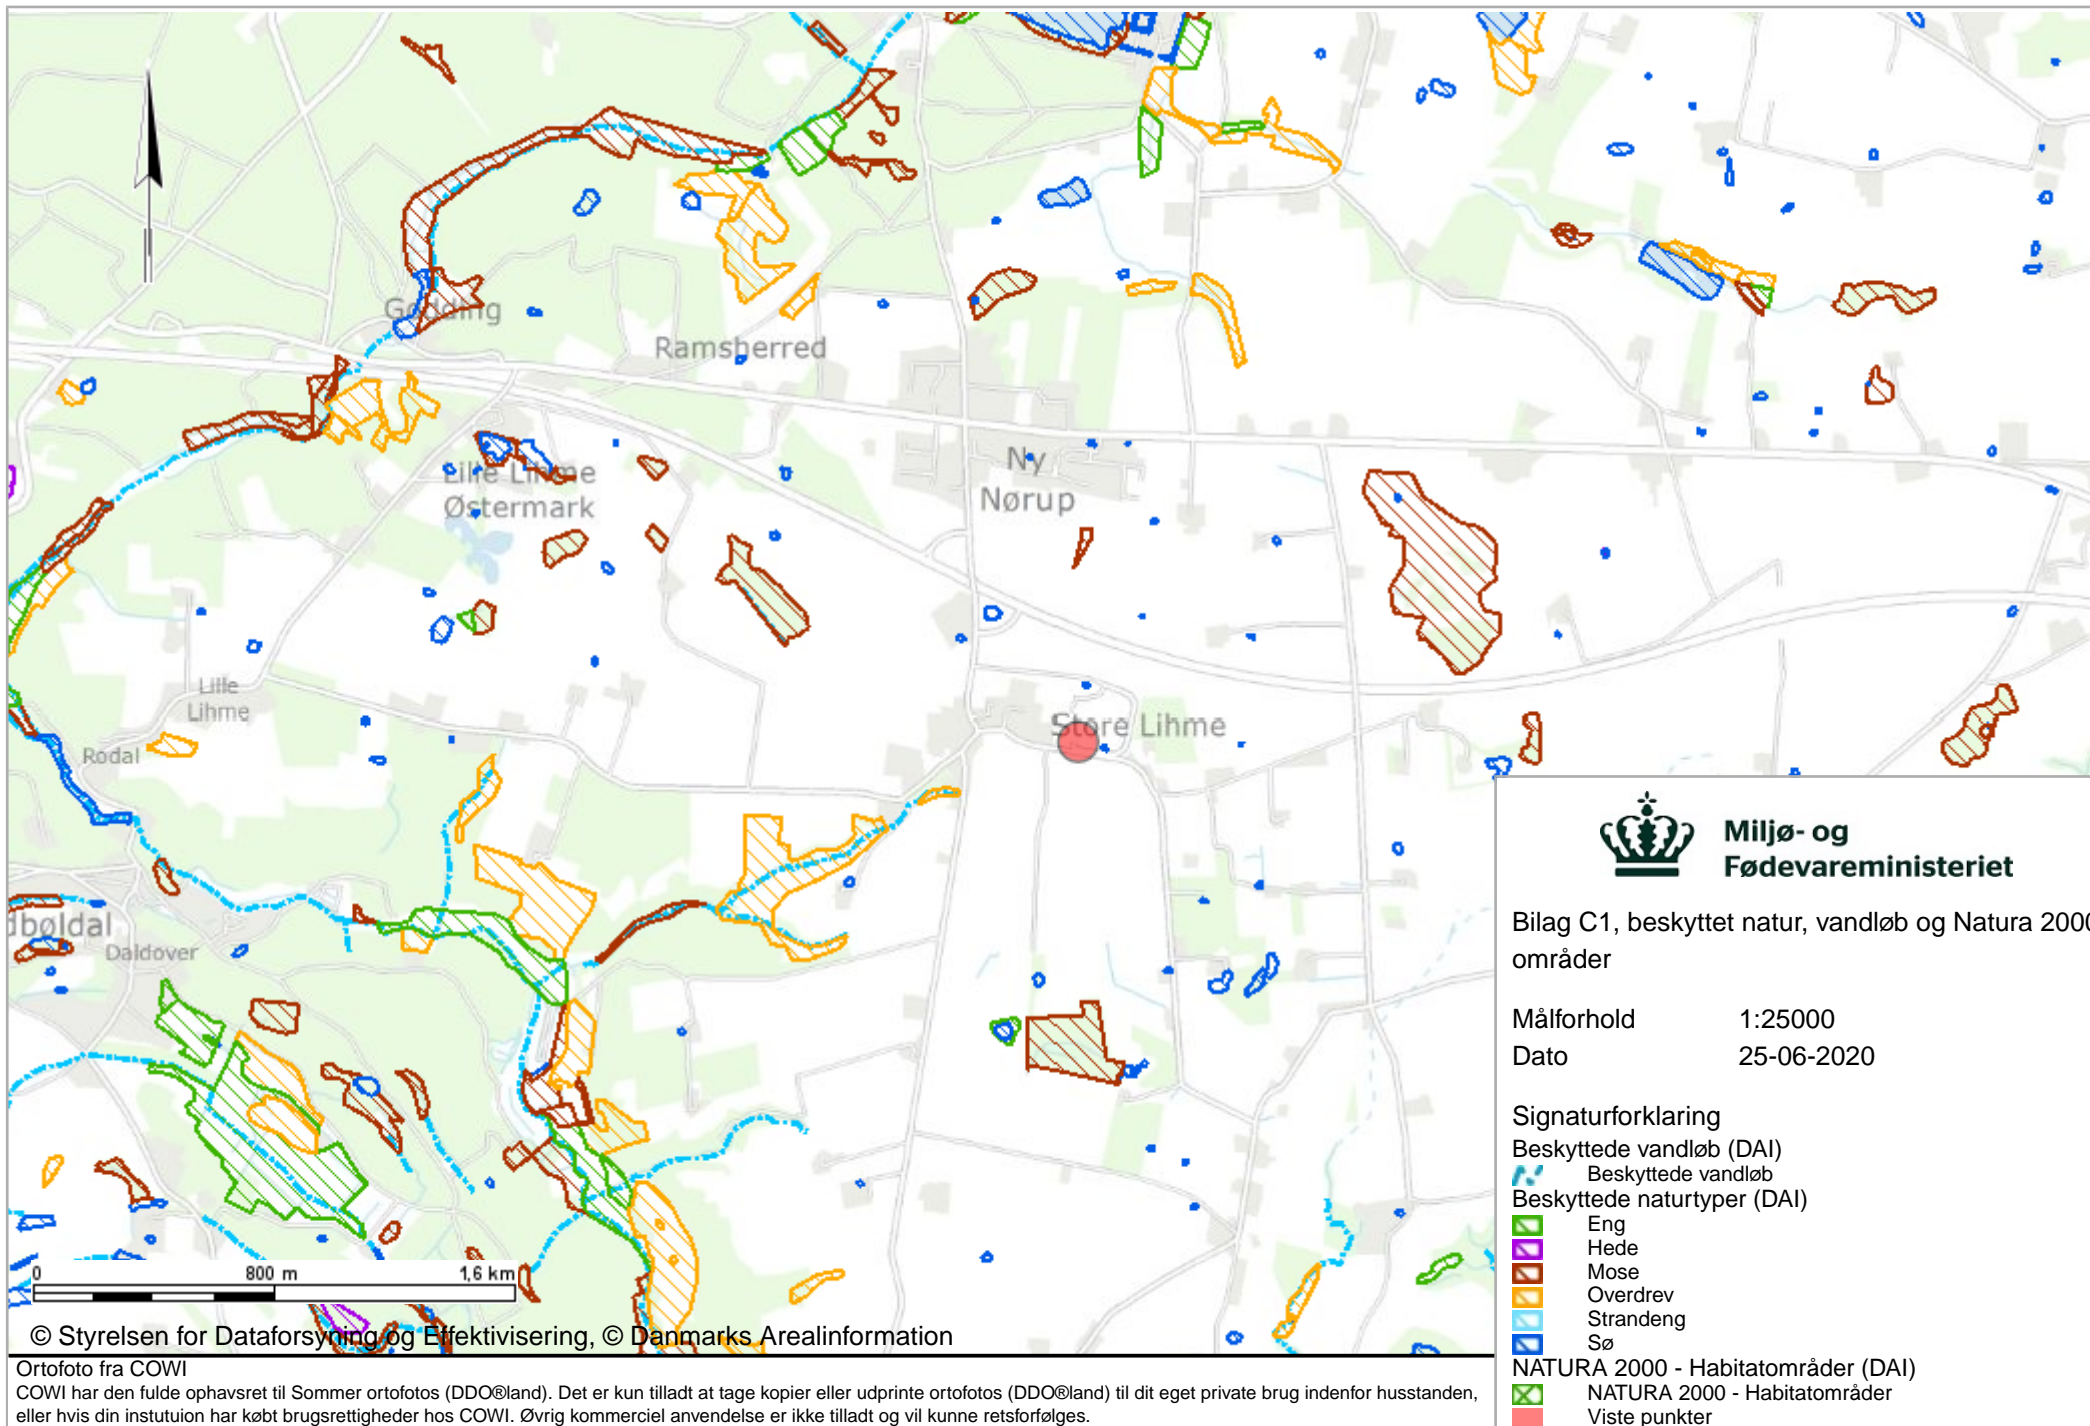 Gødding
Ramsherred
Lille Lihme
Østermark
Ny
Nørup
Lille
Lihme
Rodal
Store Lihme
dbøldal
Daldover
0 800 m 1,6 km
© Styrelsen for Dataforsyning og Effektivisering, © Danmarks Arealinformation
Ortofoto fra COWI
COWI har den fulde ophavsret til Sommer ortofotos (DDO®land). Det er kun tilladt at tage kopier eller udprinte ortofotos (DDO®land) til dit eget private brug indenfor husstanden,
eller hvis din instutuion har købt brugsrettigheder hos COWI. Øvrig kommerciel anvendelse er ikke tilladt og vil kunne retsforfølges.
Miljø- og
Fødevareministeriet
Bilag C1, beskyttet natur, vandløb og Natura 2000
områder
Målforhold 1:25000
Dato 25-06-2020
Signaturforklaring
Beskyttede vandløb (DAI)
Beskyttede vandløb
Beskyttede naturtyper (DAI)
Eng
Hede
Mose
Overdrev
Strandeng
Sø
NATURA 2000 - Habitatområder (DAI)
NATURA 2000 - Habitatområder
Viste punkter